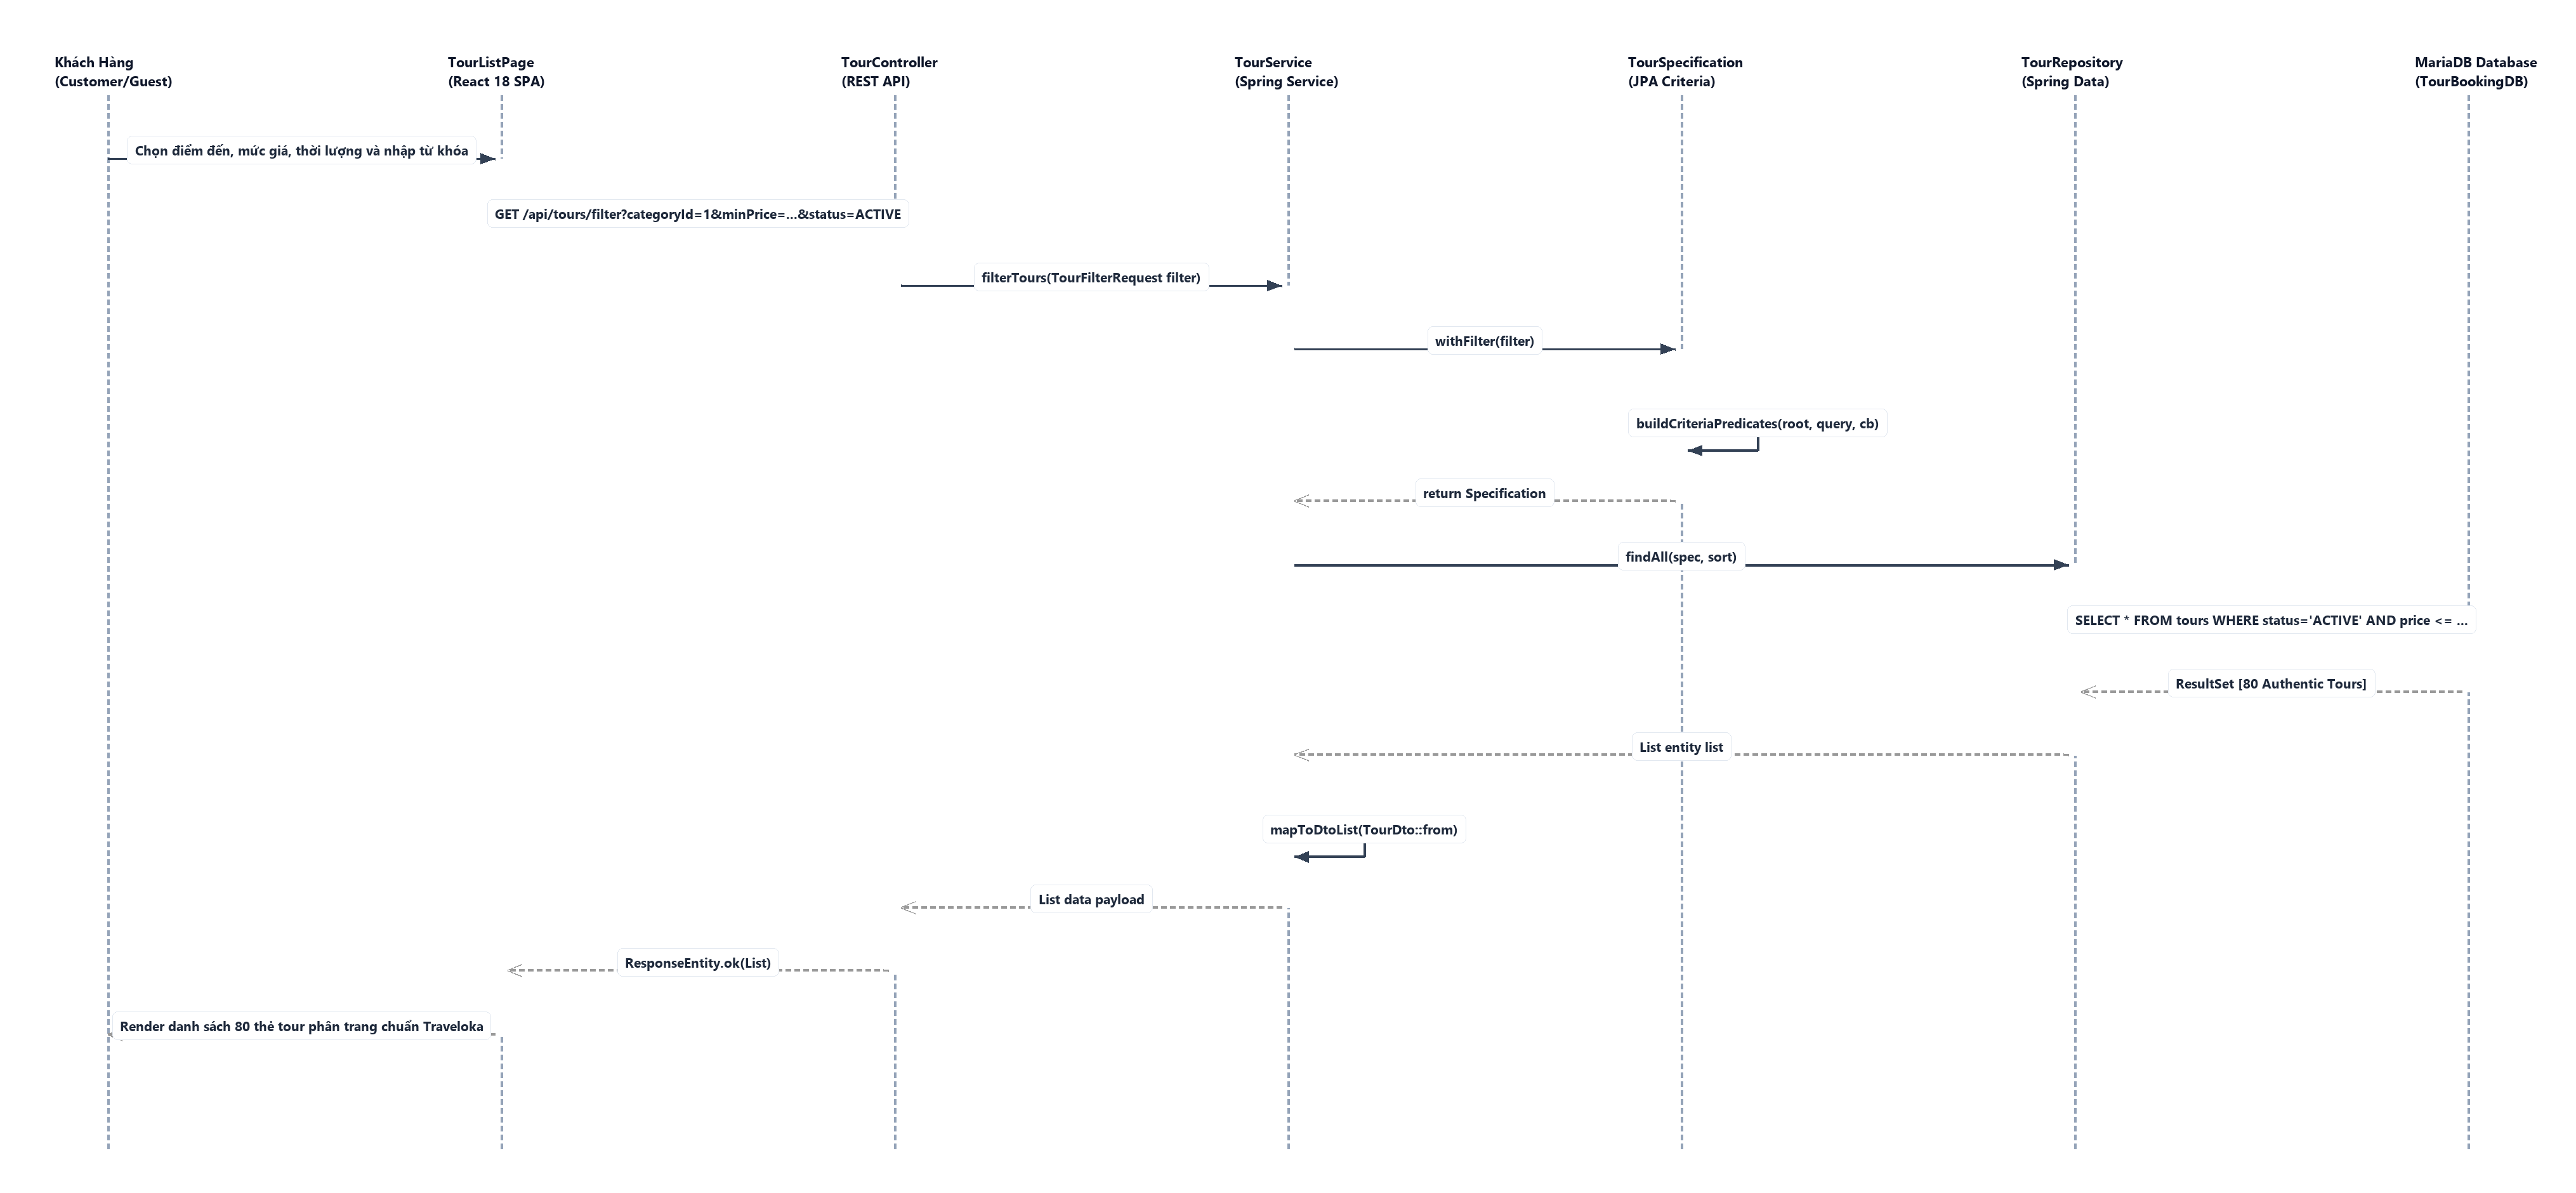 Khách Hàng
(Customer/Guest)
TourListPage
(React 18 SPA)
TourController
(REST API)
TourService
(Spring Service)
TourSpecification
(JPA Criteria)
TourRepository
(Spring Data)
MariaDB Database
(TourBookingDB)
Chọn điểm đến, mức giá, thời lượng và nhập từ khóa
GET /api/tours/filter?categoryId=1&minPrice=...&status=ACTIVE
filterTours(TourFilterRequest filter)
withFilter(filter)
buildCriteriaPredicates(root, query, cb)
return Specification
findAll(spec, sort)
SELECT * FROM tours WHERE status='ACTIVE' AND price <= ...
ResultSet [80 Authentic Tours]
List entity list
mapToDtoList(TourDto::from)
List data payload
ResponseEntity.ok(List)
Render danh sách 80 thẻ tour phân trang chuẩn Traveloka